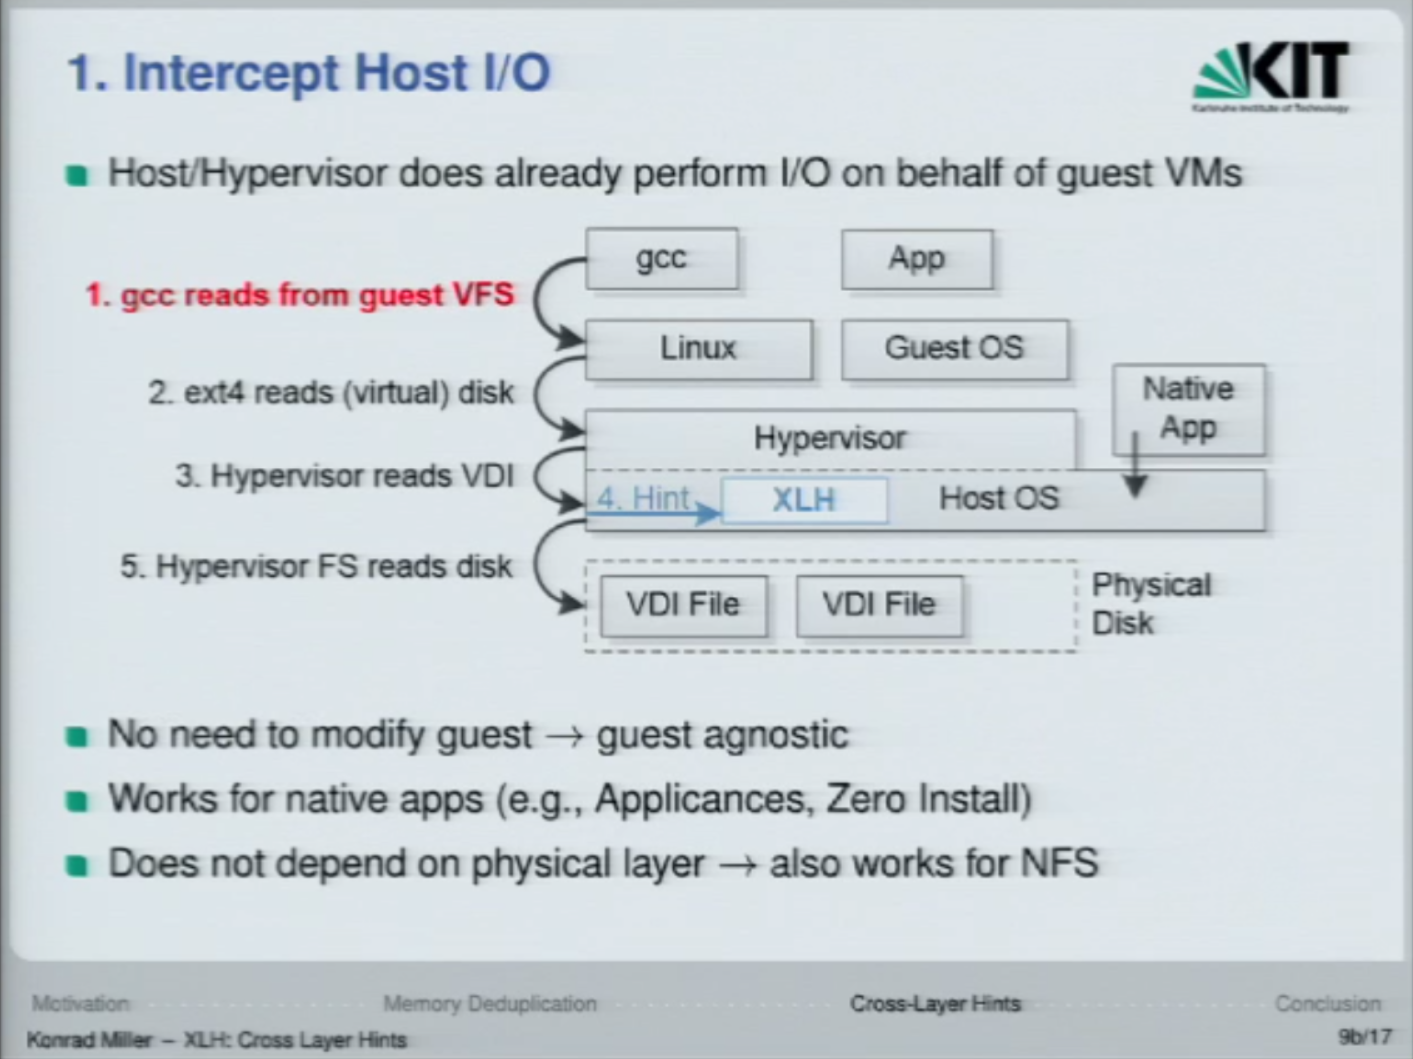 1. Intercept Host I/O
KIT
Karlsruhe Institute of Technology
Host/Hypervisor does already perform I/O on behalf of guest VMs
gcc
App
1. gcc reads from guest VFS
Linux
Guest OS
2. ext4 reads (virtual) disk
Native
App
Hypervisor
3. Hypervisor reads VDI
4. Hint
XLH
Host OS
5. Hypervisor FS reads disk
VDI File
VDI File
Physical
Disk
No need to modify guest → guest agnostic
Works for native apps (e.g., Applicances, Zero Install)
Does not depend on physical layer → also works for NFS
Motivation Memory Deduplication Cross-Layer Hints Conclusion
Konrad Miller – XLH: Cross Layer Hints 9b/17